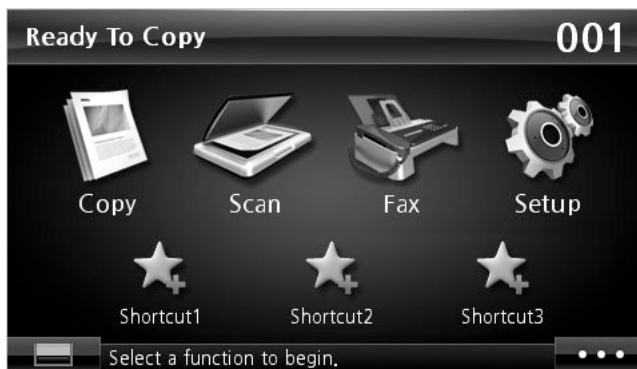 Ready To Copy 001
Copy Scan Fax Setup
Shortcut1 Shortcut2 Shortcut3
Select a function to begin.